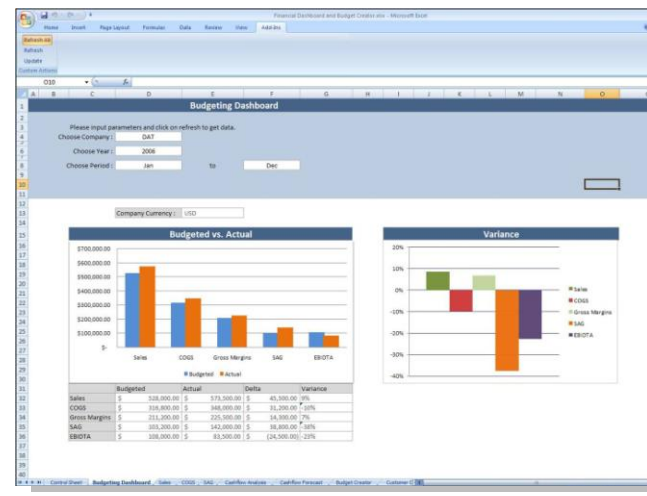 Financial Dashboard and Budget Creator.xlsx - Microsoft Excel
Home Insert Page Layout Formulas Data Review View Add-Ins
Refresh All
Refresh
Update
Custom Actions
O10
A B C D E F G H I J K L M N O
Budgeting Dashboard
Please input parameters and click on refresh to get data.
Choose Company : DAT
Choose Year : 2006
Choose Period : Jan to Dec
Company Currency : USD
Budgeted vs. Actual
$700,000.00
$600,000.00
$500,000.00
$400,000.00
$300,000.00
$200,000.00
$100,000.00
$-
Sales COGS Gross Margins SAG EBIOTA
Budgeted Actual
Variance
20%
10%
0%
-10%
-20%
-30%
-40%
Sales
COGS
Gross Margins
SAG
EBIOTA
Budgeted Actual Delta Variance
Sales $ 528,000.00 $ 573,500.00 $ 45,500.00 9%
COGS $ 316,800.00 $ 348,000.00 $ 31,200.00 -10%
Gross Margins $ 211,200.00 $ 225,500.00 $ 14,300.00 7%
SAG $ 103,200.00 $ 142,000.00 $ 38,800.00 -38%
EBIOTA $ 108,000.00 $ 83,500.00 $ (24,500.00) -23%
Control Sheet Budgeting Dashboard Sales COGS SAG Cashflow Analysis Cashflow Forecast Budget Creator Customer